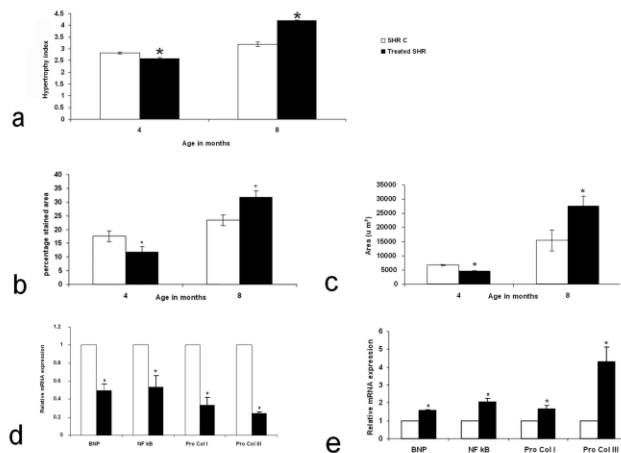 4.5
4
3.5
3
2.5
2
1.5
1
0.5
0
Hypertrophy index
*
*
4
8
Age in months
SHR C
Treated SHR
a
40
35
30
25
20
15
10
5
0
percentage stained area
*
*
4
8
Age in months
b
35000
30000
25000
20000
15000
10000
5000
0
Area (u m²)
*
*
4
8
Age in months
c
1.2
1
0.8
0.6
0.4
0.2
0
Relative mRNA expression
*
*
*
*
BNP
NF kB
Pro Col I
Pro Col III
d
6
5
4
3
2
1
0
Relative mRNA expression
*
*
*
*
BNP
NF kB
Pro Col I
Pro Col III
e